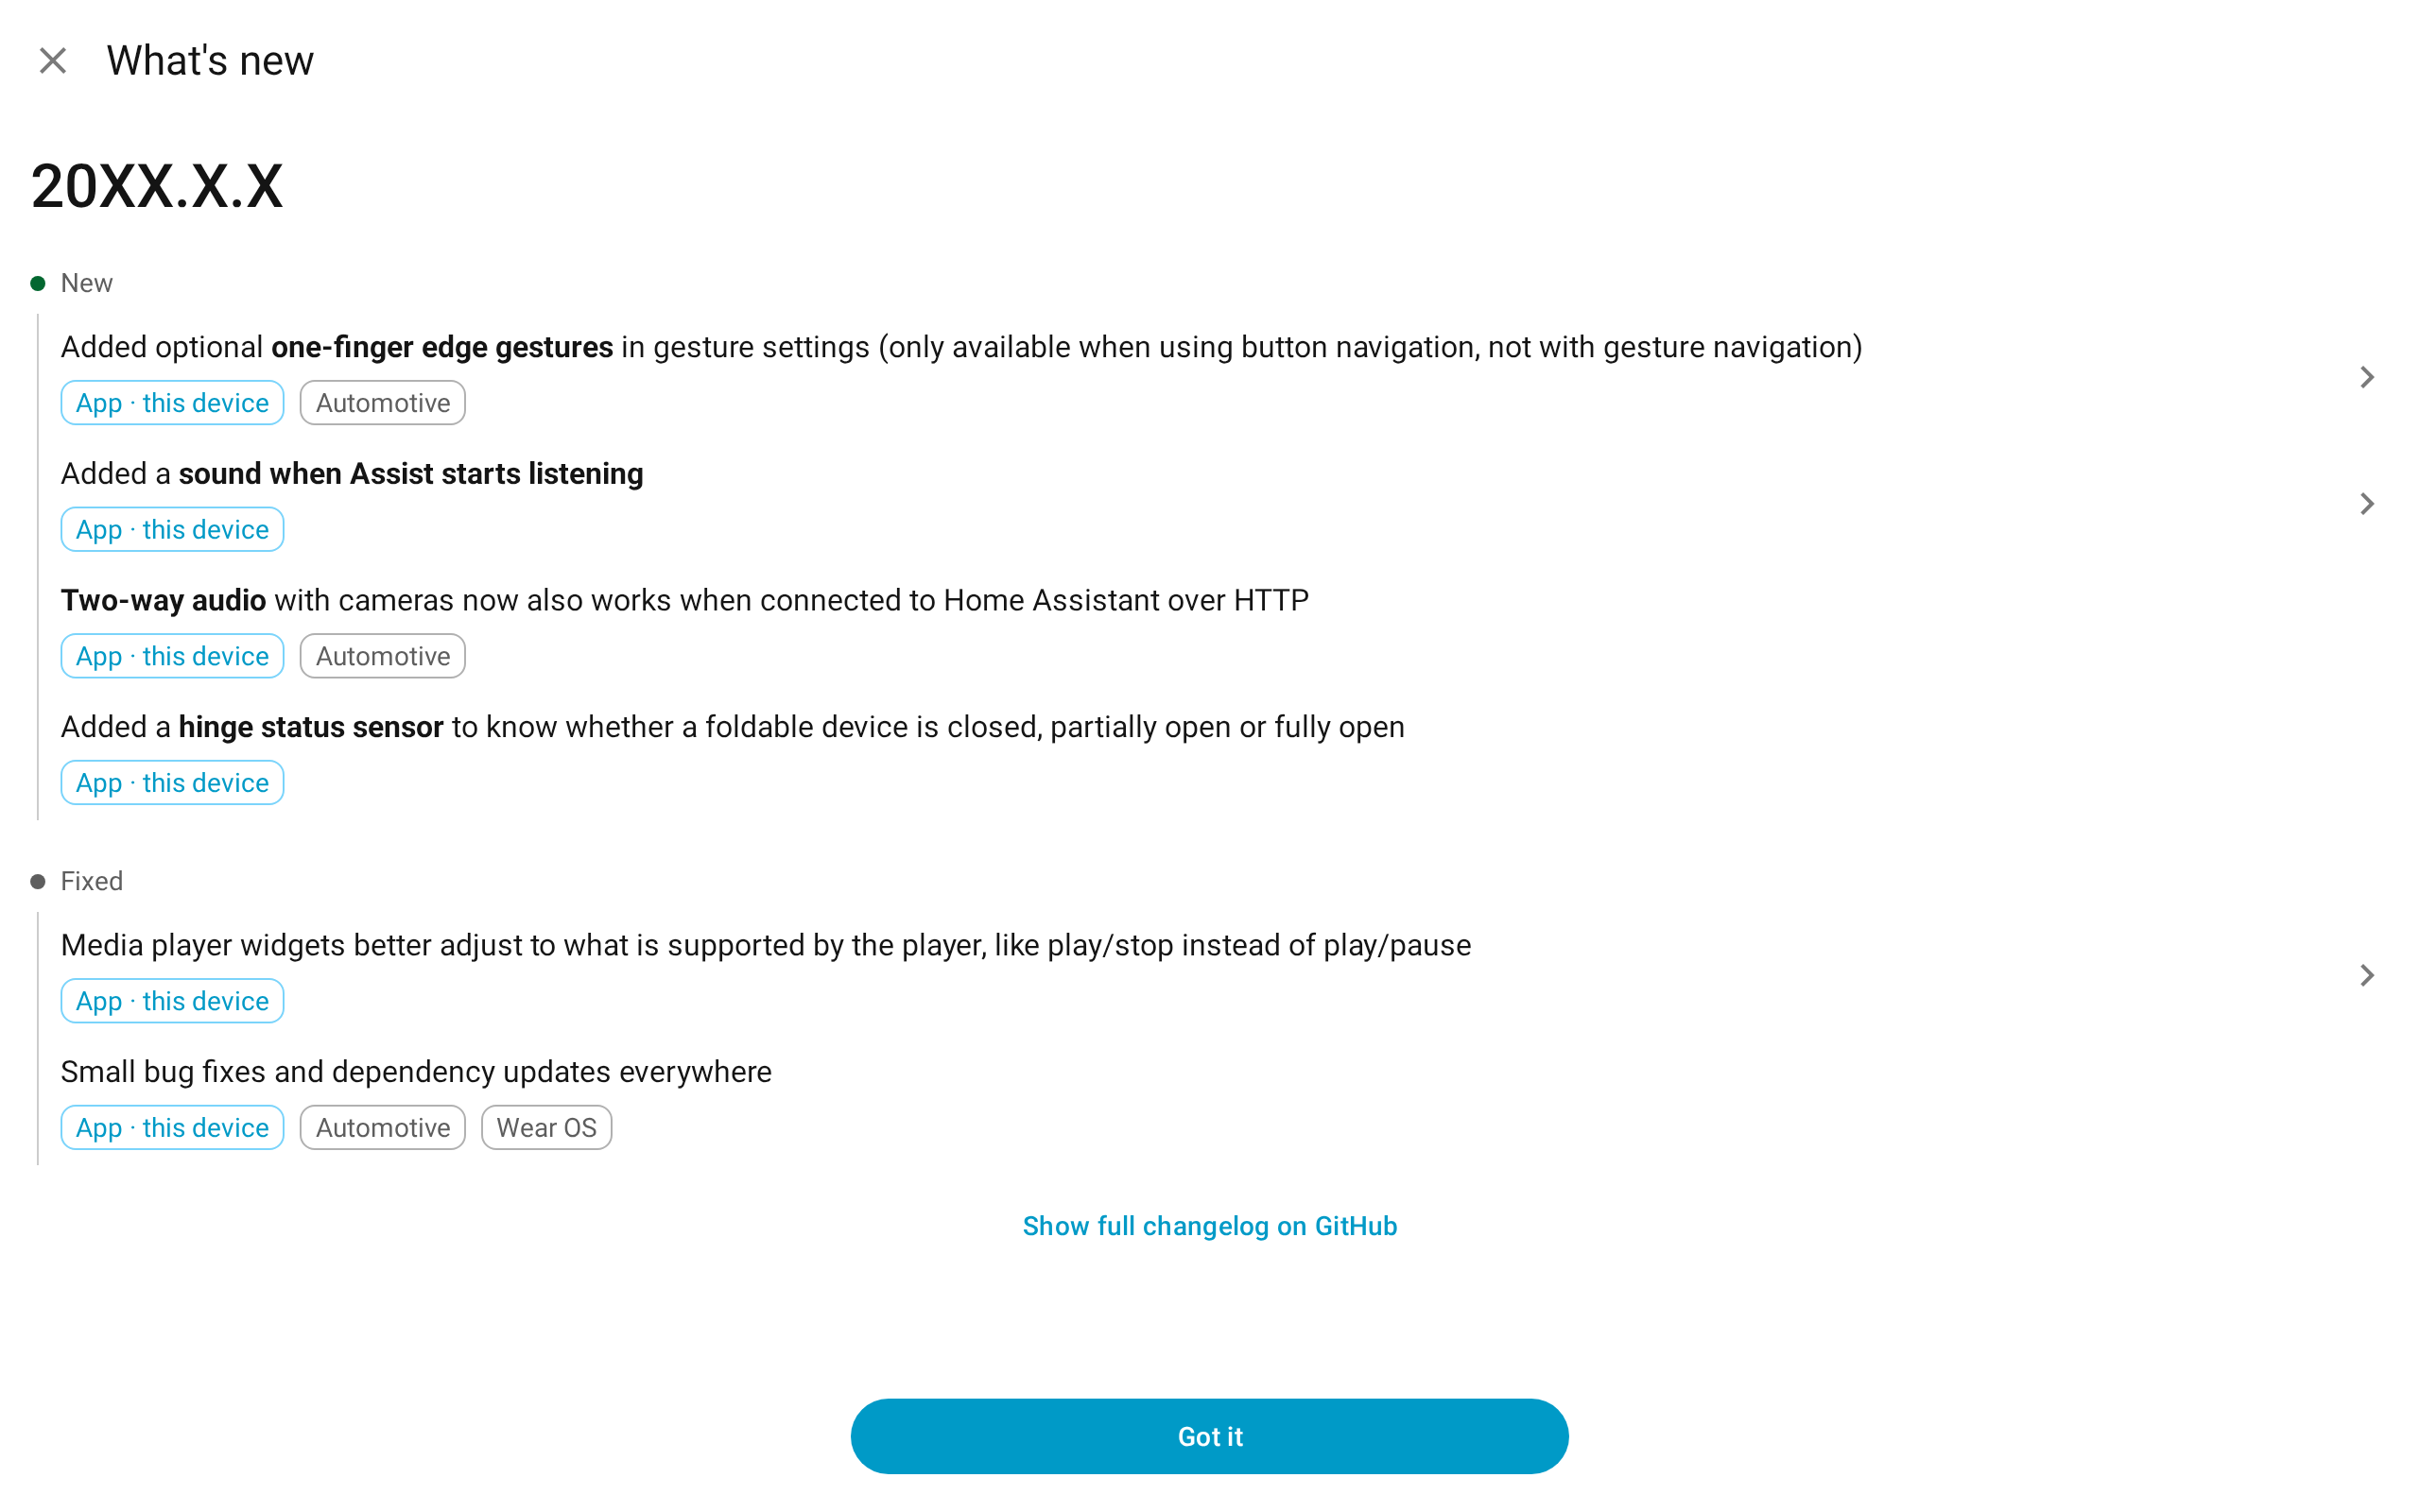 What's new
20XX.X.X
New
Added optional one-finger edge gestures in gesture settings (only available when using button navigation, not with gesture navigation)
App · this device Automotive
Added a sound when Assist starts listening
App · this device
Two-way audio with cameras now also works when connected to Home Assistant over HTTP
App · this device Automotive
Added a hinge status sensor to know whether a foldable device is closed, partially open or fully open
App · this device
Fixed
Media player widgets better adjust to what is supported by the player, like play/stop instead of play/pause
App · this device
Small bug fixes and dependency updates everywhere
App · this device Automotive Wear OS
Show full changelog on GitHub
Got it